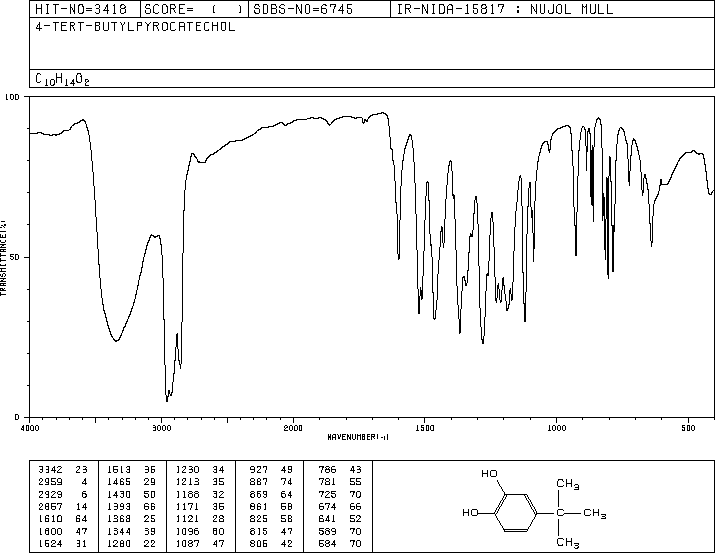 HIT-NO=3418 SCORE= ( ) SDBS-NO=6745 IR-NIDA-15817 : NUJOL MULL
4-TERT-BUTYLPYROCATECHOL
C10H14O2
100
TRANSMITTANCE(%)
50
0
4000 3000 2000 1500 1000 500
WAVENUMBER(-1)
3342 23 1513 36 1230 34 927 49 786 43
2959 4 1465 29 1213 35 887 74 781 55
2929 6 1430 50 1188 32 869 64 725 70
2867 14 1393 66 1171 35 861 58 674 66
1610 64 1368 25 1121 28 825 58 641 52
1600 47 1344 39 1096 60 815 47 589 70
1524 31 1280 22 1087 47 806 42 584 70
HO
CH3
HO
C
CH3
CH3